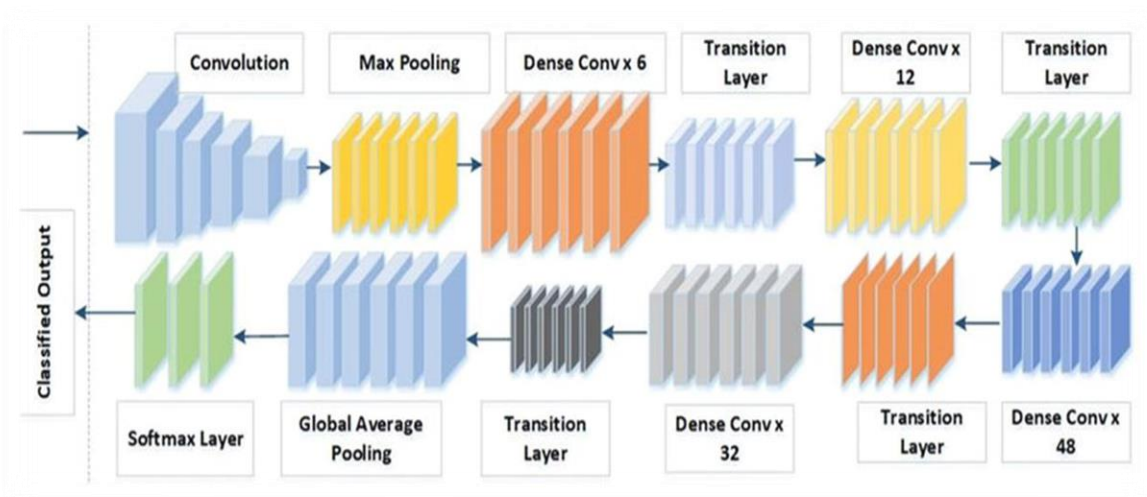 Convolution
Max Pooling
Dense Conv x 6
Transition
Layer
Dense Conv x
12
Transition
Layer
Classified Output
Softmax Layer
Global Average
Pooling
Transition
Layer
Dense Conv x
32
Transition
Layer
Dense Conv x
48